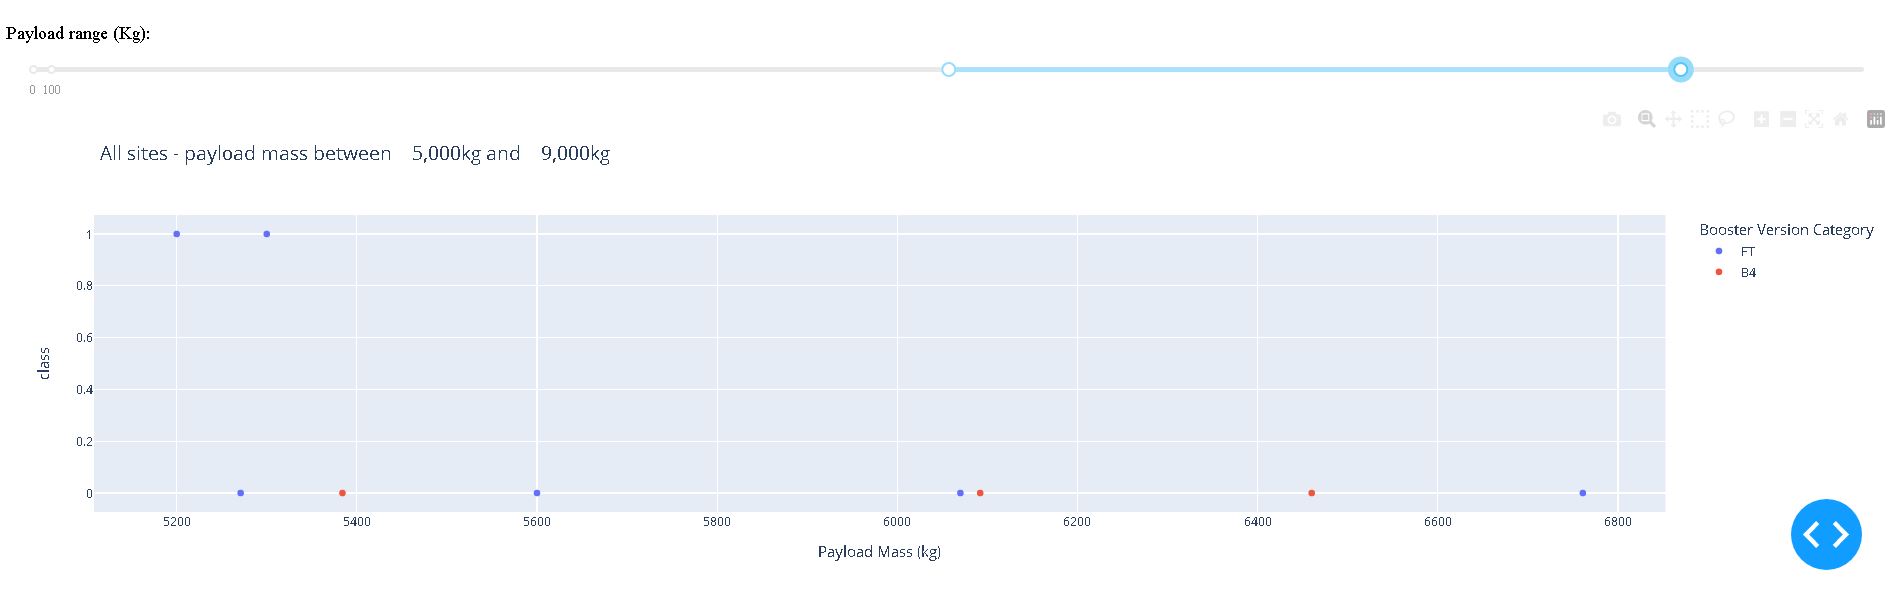 Payload range (Kg):
0 100
All sites - payload mass between 5,000kg and 9,000kg
Booster Version Category
FT
B4
class
1
0.8
0.6
0.4
0.2
0
5200 5400 5600 5800 6000 6200 6400 6600 6800
Payload Mass (kg)